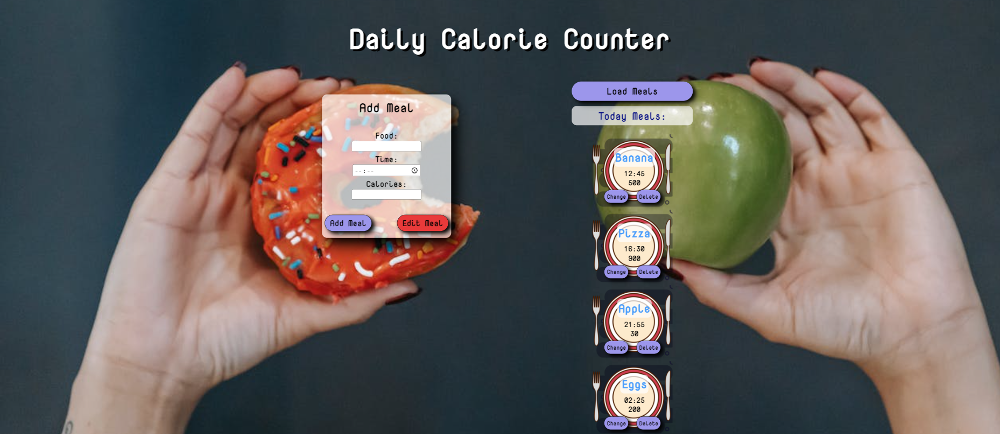 Daily Calorie Counter
Add Meal
Food:
Time:
--:--
Calories:
Add Meal
Edit Meal
Load Meals
Today Meals:
Banana
12:45
500
Change
Delete
Pizza
16:30
900
Change
Delete
Apple
21:55
30
Change
Delete
Eggs
02:25
200
Change
Delete